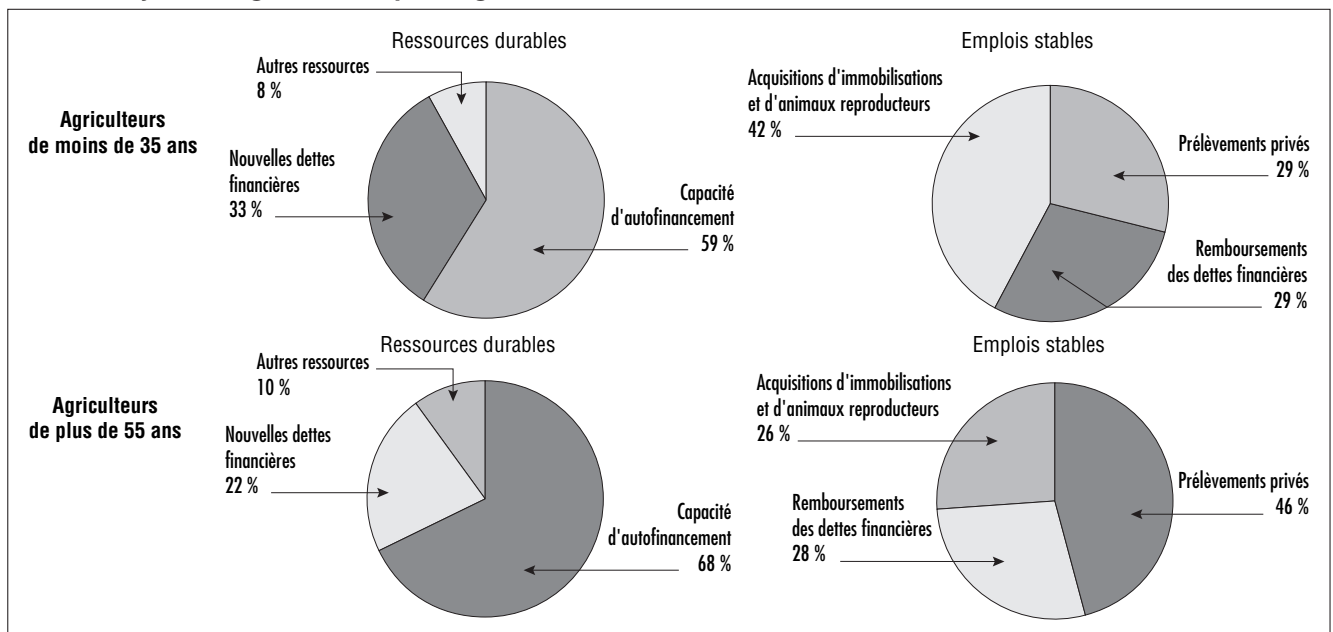 Ressources durables
Autres ressources
8 %
Agriculteurs
de moins de 35 ans
Nouvelles dettes
financières
33 %
Capacité
d'autofinancement
59 %
Emplois stables
Acquisitions d'immobilisations
et d'animaux reproducteurs
42 %
Prélèvements privés
29 %
Remboursements
des dettes financières
29 %
Ressources durables
Autres ressources
10 %
Agriculteurs
de plus de 55 ans
Nouvelles dettes
financières
22 %
Capacité
d'autofinancement
68 %
Emplois stables
Acquisitions d'immobilisations
et d'animaux reproducteurs
26 %
Remboursements
des dettes financières
28 %
Prélèvements privés
46 %